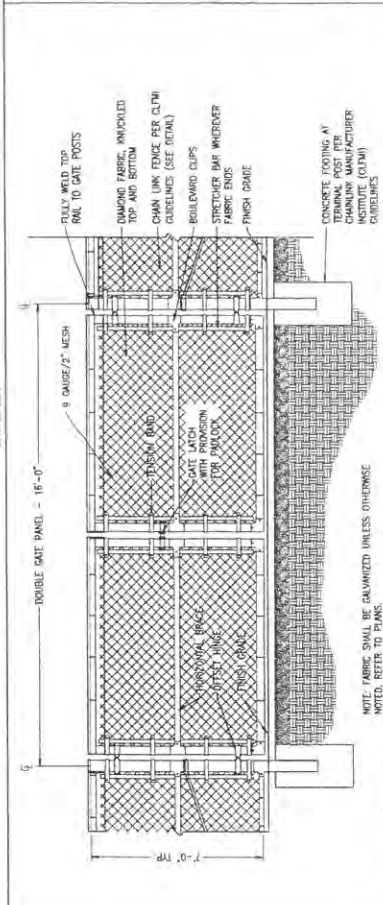 ℄
DOUBLE GATE PANEL - 16'-0"
℄
7'-0" TYP
9 GAUGE/2" MESH
TENSION BAND
GATE LATCH
WITH PROVISION
FOR PADLOCK
HORIZONTAL BRACE
OFFSET HINGE
FINISH GRADE
FULLY WELD TOP
RAIL TO GATE POSTS
DIAMOND FABRIC, KNUCKLED
TOP AND BOTTOM
CHAIN LINK FENCE PER CLFMI
GUIDELINES (SEE DETAIL)
BOULEVARD CLIPS
STRETCHER BAR WHEREVER
FABRIC ENDS
FINISH GRADE
CONCRETE FOOTING AT
TERMINAL POST PER
CHAINLINK MANUFACTURER
INSTITUTE (CLFMI)
GUIDELINES
NOTE: FABRIC SHALL BE GALVANIZED UNLESS OTHERWISE
NOTED, REFER TO PLANS.